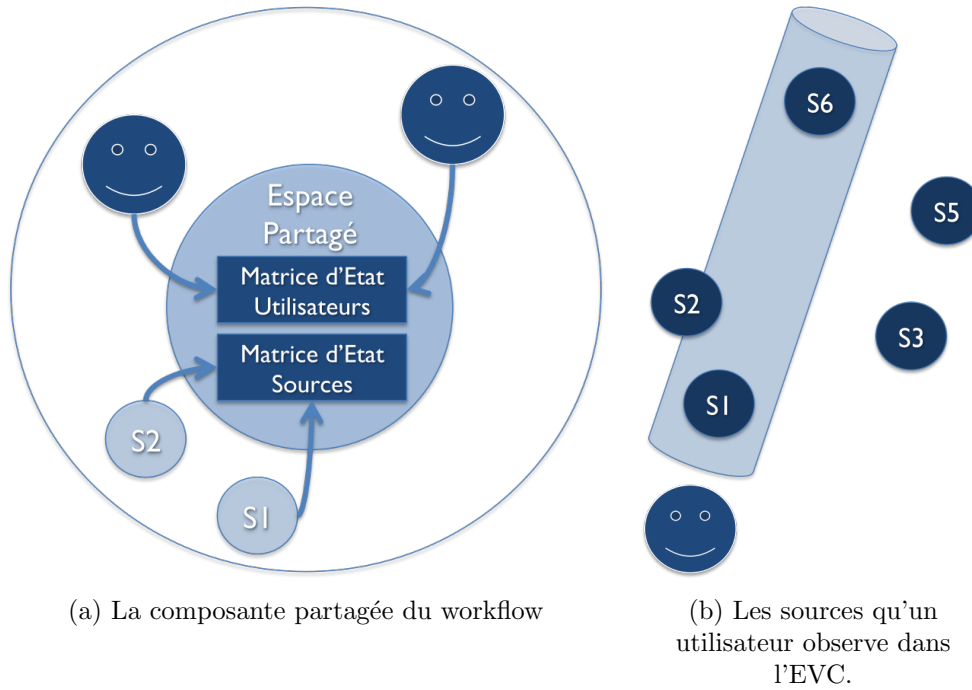 Espace
Partagé
Matrice d'Etat
Utilisateurs
Matrice d'Etat
Sources
S2
S1
(a) La composante partagée du workflow
S6
S5
S2
S3
S1
(b) Les sources qu'un
utilisateur observe dans
l'EVC.